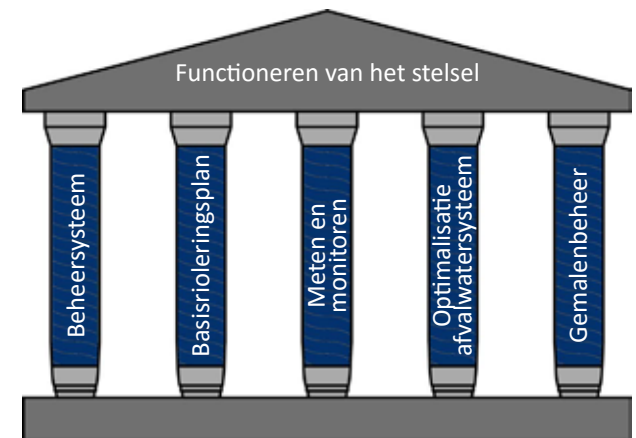 Functioneren van het stelsel
Beheersysteem
Basisrioleringsplan
Meten en
monitoren
Optimalisatie
afvalwatersysteem
Gemalenbeheer